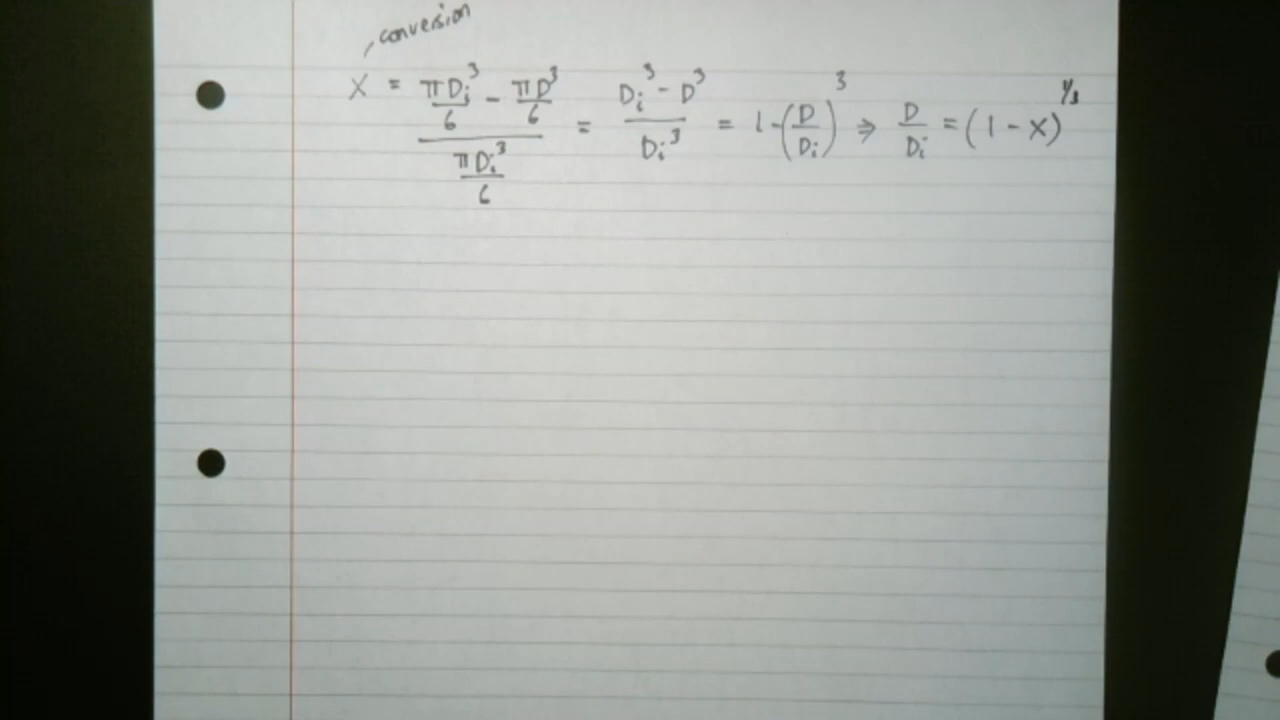 , conversion
X = (πDi³/6 - πD³/6) / (πDi³/6) = (Di³ - D³) / Di³ = 1 - (D/Di)³ ⇒ D/Di = (1 - X)^1/3